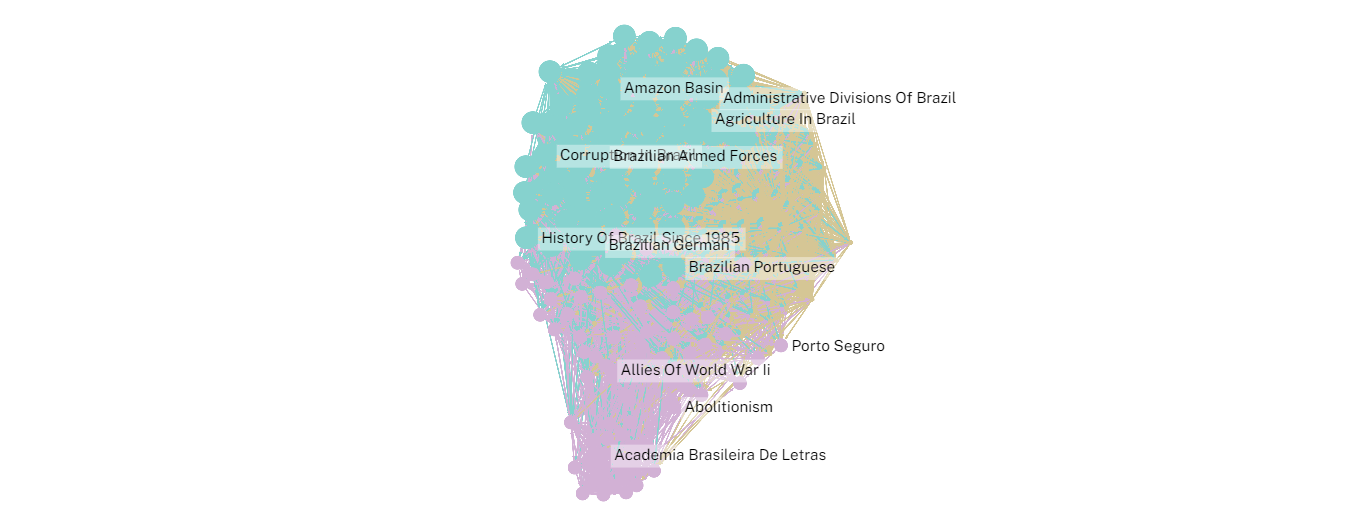 Amazon Basin
Administrative Divisions Of Brazil
Agriculture In Brazil
Corruption In Brazil
Brazilian Armed Forces
History Of Brazil Since 1985
Brazilian German
Brazilian Portuguese
Porto Seguro
Allies Of World War Ii
Abolitionism
Academia Brasileira De Letras